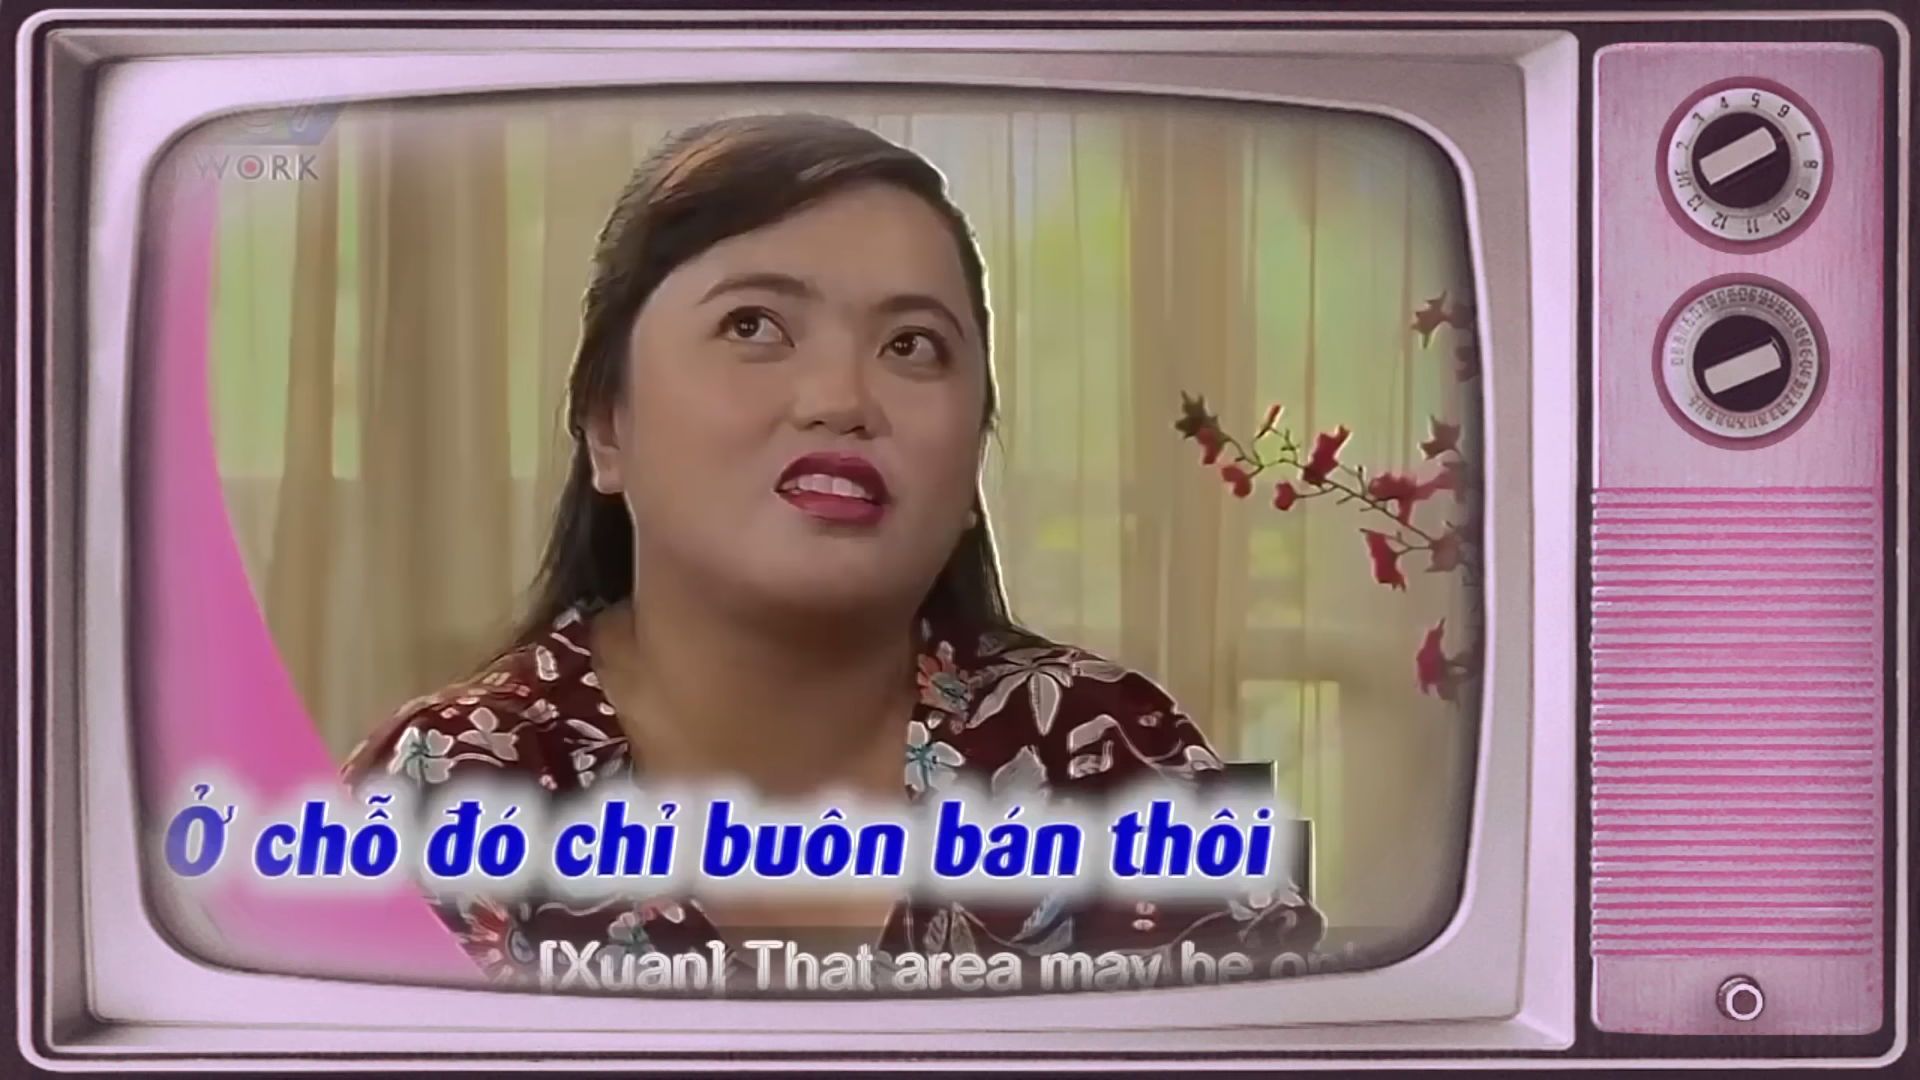 WORK
Ở chỗ đó chỉ buôn bán thôi
[Xuan] That area may be